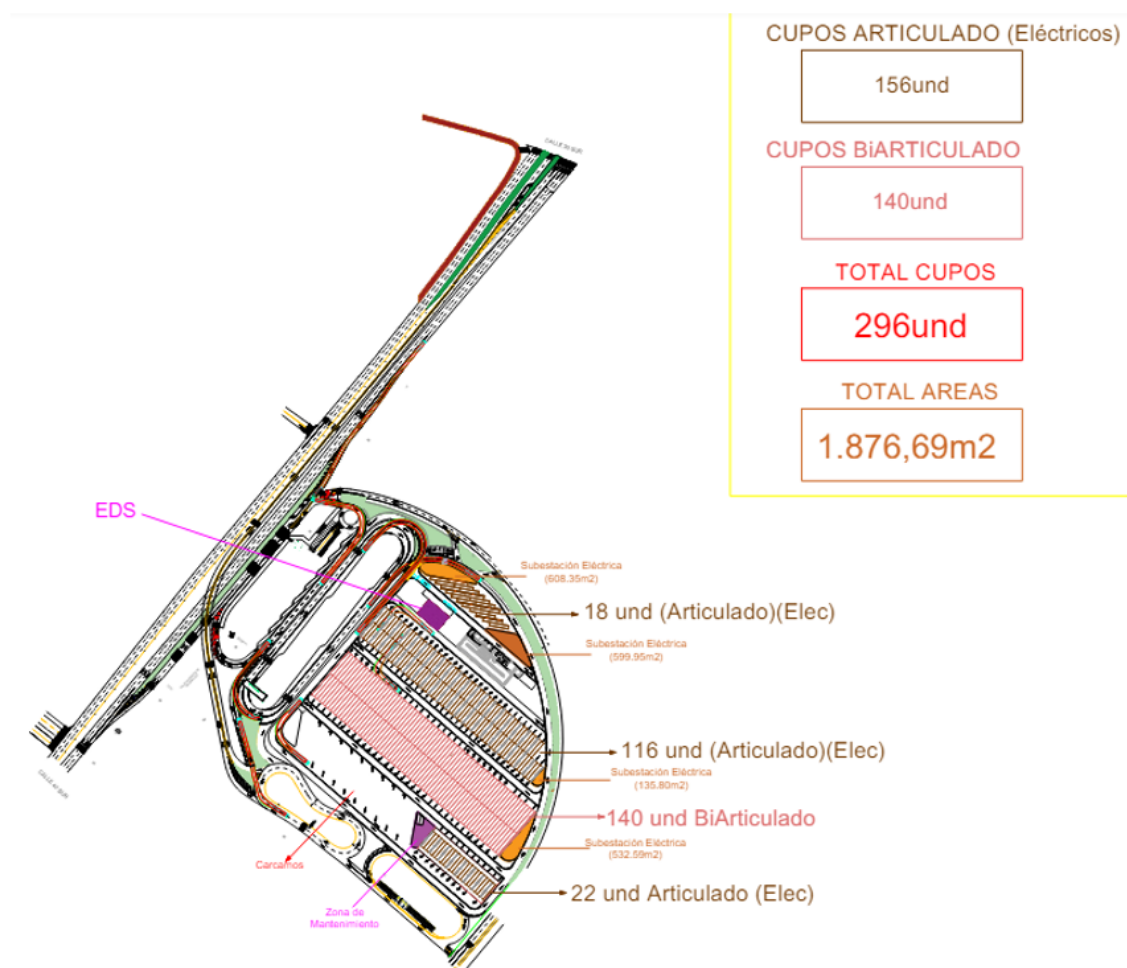 CUPOS ARTICULADO (Eléctricos)
156und
CUPOS BiARTICULADO
140und
TOTAL CUPOS
296und
TOTAL AREAS
1.876,69m2
EDS
Subestación Eléctrica
(608.35m2)
18 und (Articulado)(Elec)
Subestación Eléctrica
(599.95m2)
116 und (Articulado)(Elec)
Subestación Eléctrica
(135.80m2)
140 und BiArticulado
Subestación Eléctrica
(532.59m2)
Carcamos
22 und Articulado (Elec)
Zona de
Mantenimiento